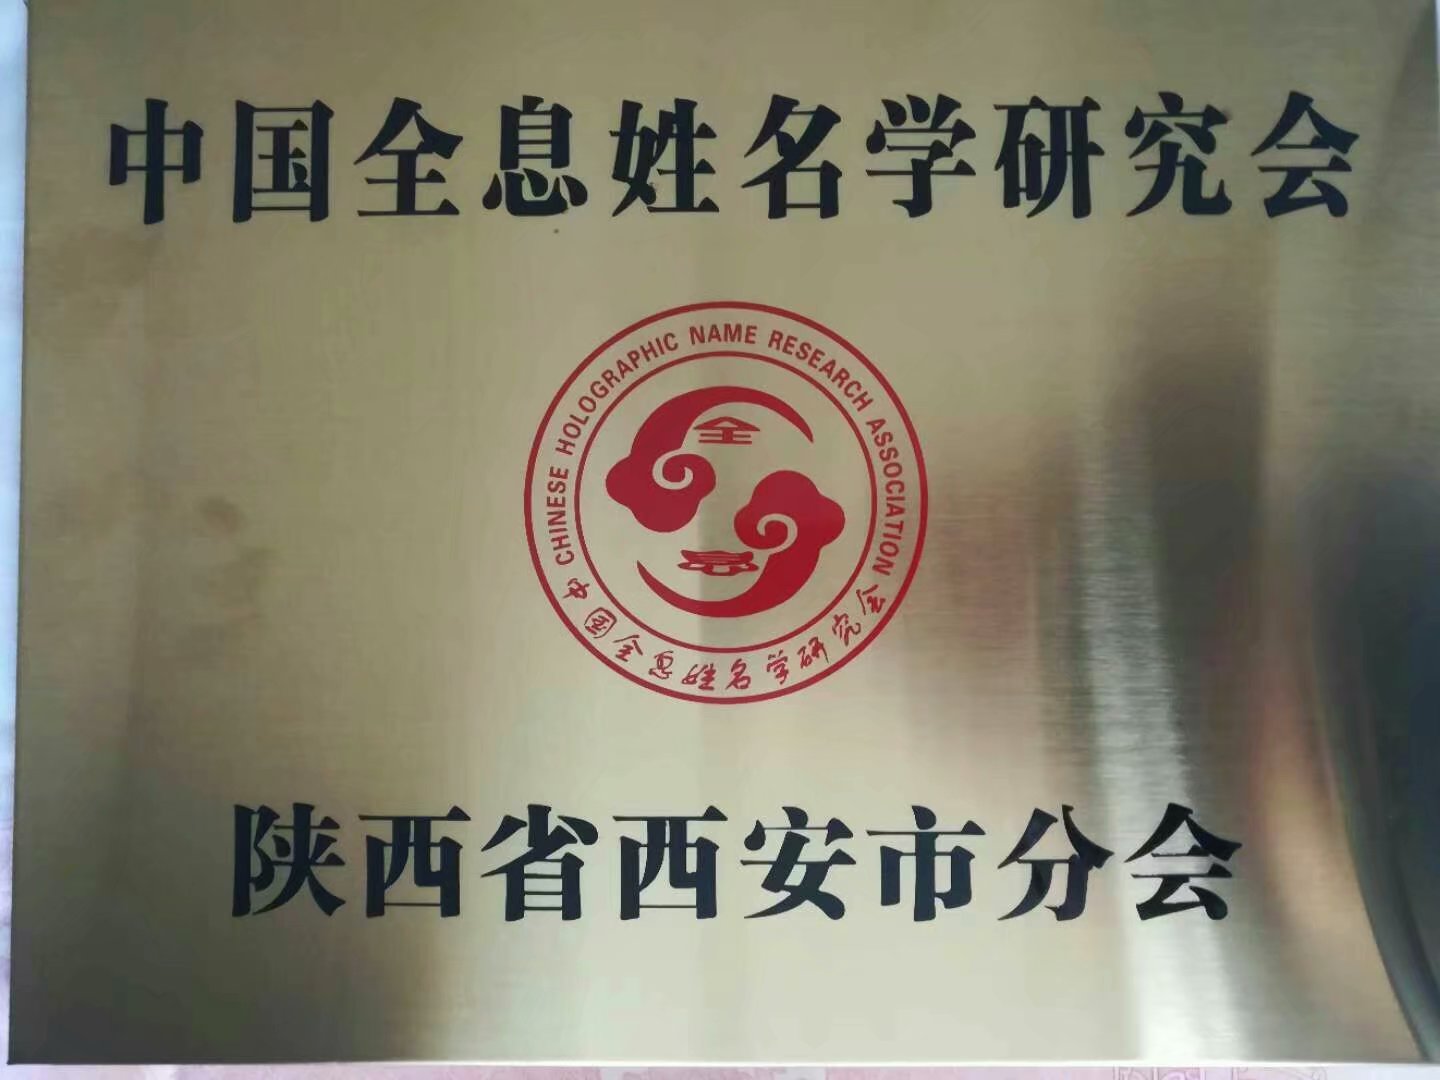 中国全息姓名学研究会
CHINESE HOLOGRAPHIC NAME RESEARCH ASSOCIATION
全
中国全息姓名学研究会
陕西省西安市分会